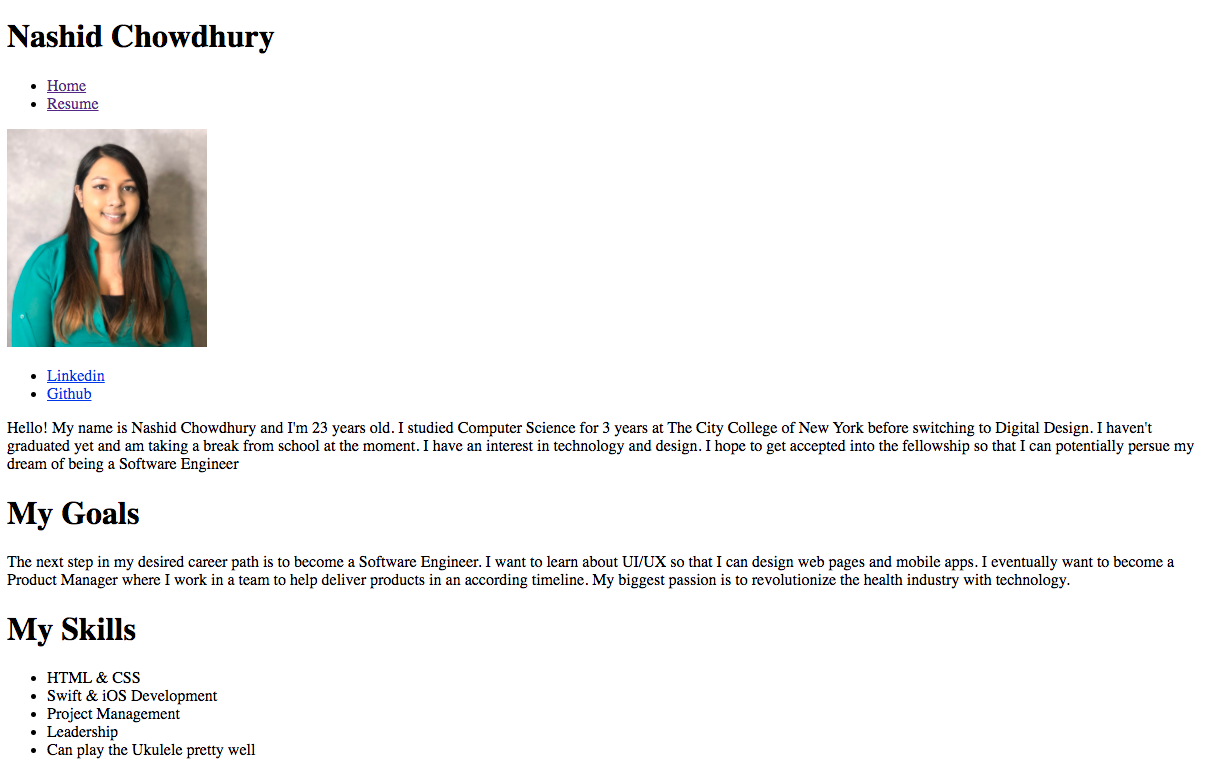 Nashid Chowdhury
Home
Resume
Linkedin
Github
Hello! My name is Nashid Chowdhury and I'm 23 years old. I studied Computer Science for 3 years at The City College of New York before switching to Digital Design. I haven't
graduated yet and am taking a break from school at the moment. I have an interest in technology and design. I hope to get accepted into the fellowship so that I can potentially persue my
dream of being a Software Engineer
My Goals
The next step in my desired career path is to become a Software Engineer. I want to learn about UI/UX so that I can design web pages and mobile apps. I eventually want to become a
Product Manager where I work in a team to help deliver products in an according timeline. My biggest passion is to revolutionize the health industry with technology.
My Skills
HTML & CSS
Swift & iOS Development
Project Management
Leadership
Can play the Ukulele pretty well